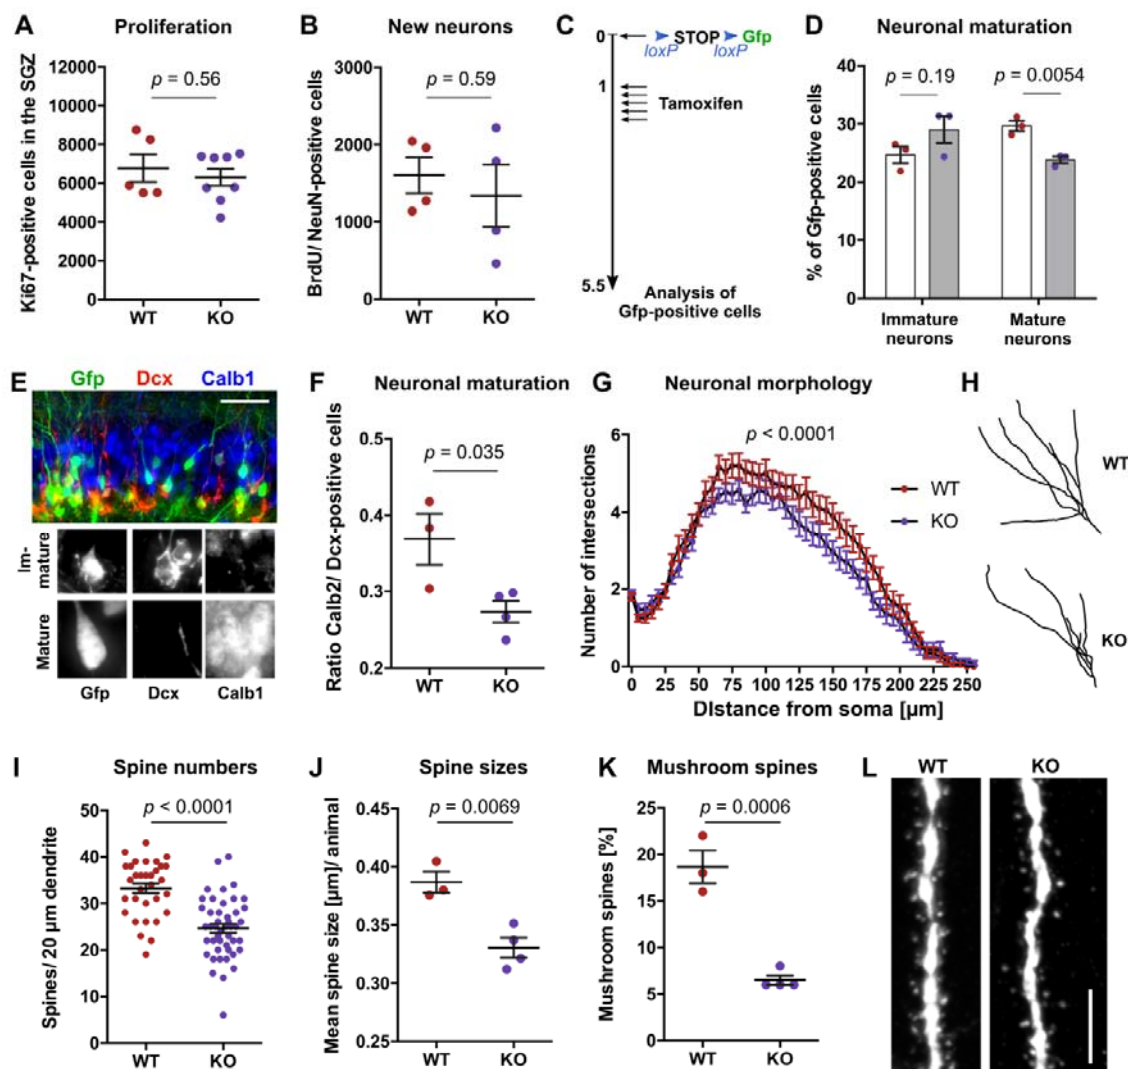 A Proliferation
Ki67-positive cells in the SGZ
12000
10000
8000
6000
4000
2000
0
p = 0.56
WT KO
B New neurons
BrdU/ NeuN-positive cells
3000
2000
1000
0
p = 0.59
WT KO
C
0 STOP Gfp
loxP loxP
1
Tamoxifen
5.5
Analysis of
Gfp-positive cells
D Neuronal maturation
% of Gfp-positive cells
40
30
20
10
0
p = 0.19 p = 0.0054
Immature Mature
neurons neurons
E
Gfp Dcx Calb1
Im-
mature
Mature
Gfp Dcx Calb1
F Neuronal maturation
Ratio Calb2/ Dcx-positive cells
0.5
0.4
0.3
0.2
p = 0.035
WT KO
G Neuronal morphology
Number of intersections
6
4
2
0
p < 0.0001
WT
KO
0 25 50 75 100 125 150 175 200 225 250
DIstance from soma [µm]
H
WT
KO
I Spine numbers
Spines/ 20 µm dendrite
50
40
30
20
10
0
p < 0.0001
WT KO
J Spine sizes
Mean spine size [µm]/ animal
0.45
0.40
0.35
0.30
0.25
p = 0.0069
WT KO
K Mushroom spines
Mushroom spines [%]
25
20
15
10
5
0
p = 0.0006
WT KO
L WT KO